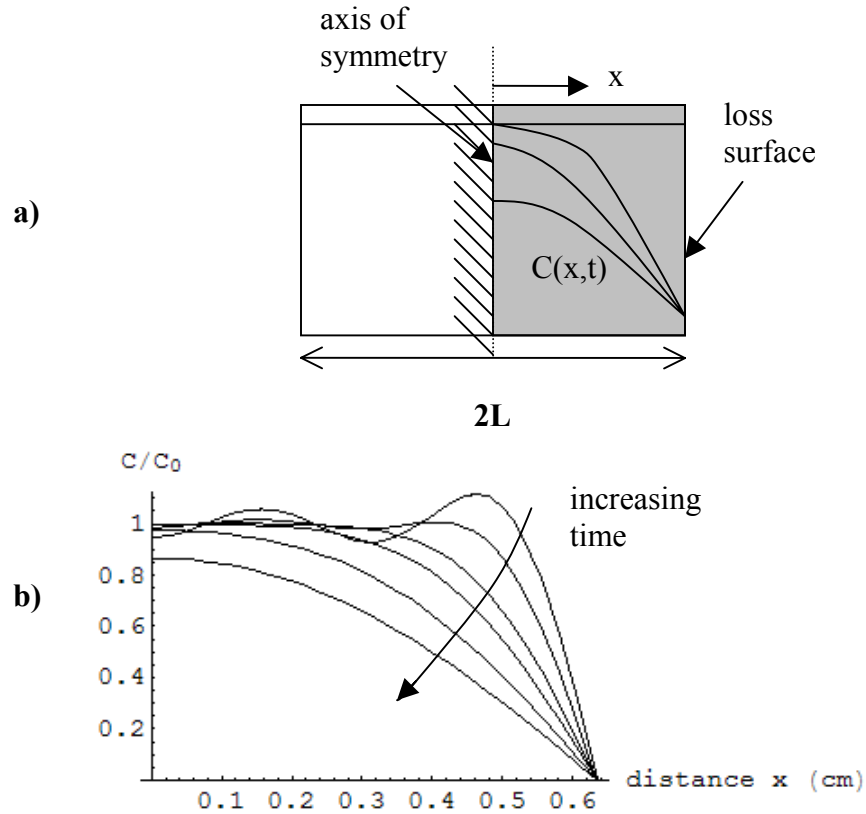 axis of
symmetry
x
loss
surface
a)
C(x,t)
2L
C/C₀
increasing
time
1
0.8
b)
0.6
0.4
0.2
0.1 0.2 0.3 0.4 0.5 0.6
distance x (cm)